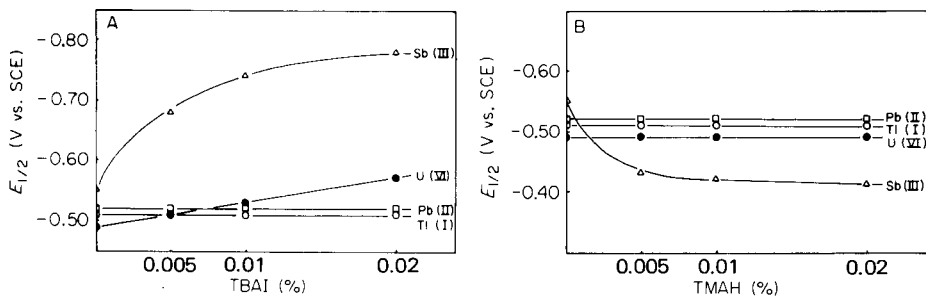 A
E1/2 (V vs. SCE)
-0.80
-0.70
-0.60
-0.50
Sb (III)
U (VI)
Pb (II)
Tl (I)
0.005
0.01
0.02
TBAI (%)
B
E1/2 (V vs. SCE)
-0.60
-0.50
-0.40
Pb (II)
Tl (I)
U (VI)
Sb (III)
0.005
0.01
0.02
TMAH (%)